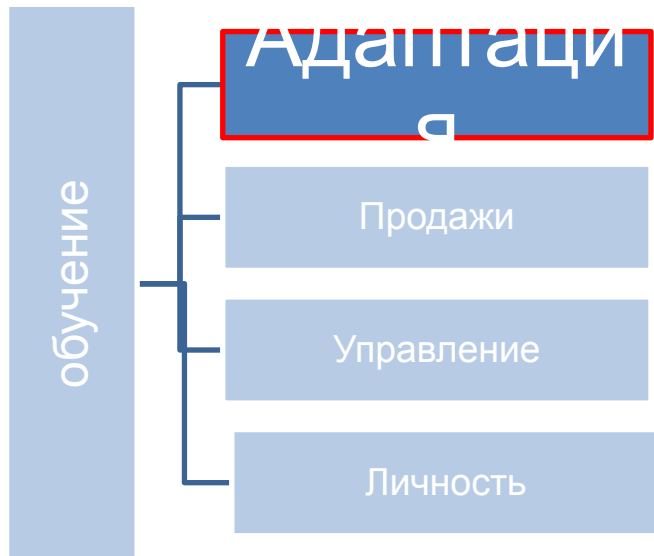 обучение
Адаптаци
я
Продажи
Управление
Личность